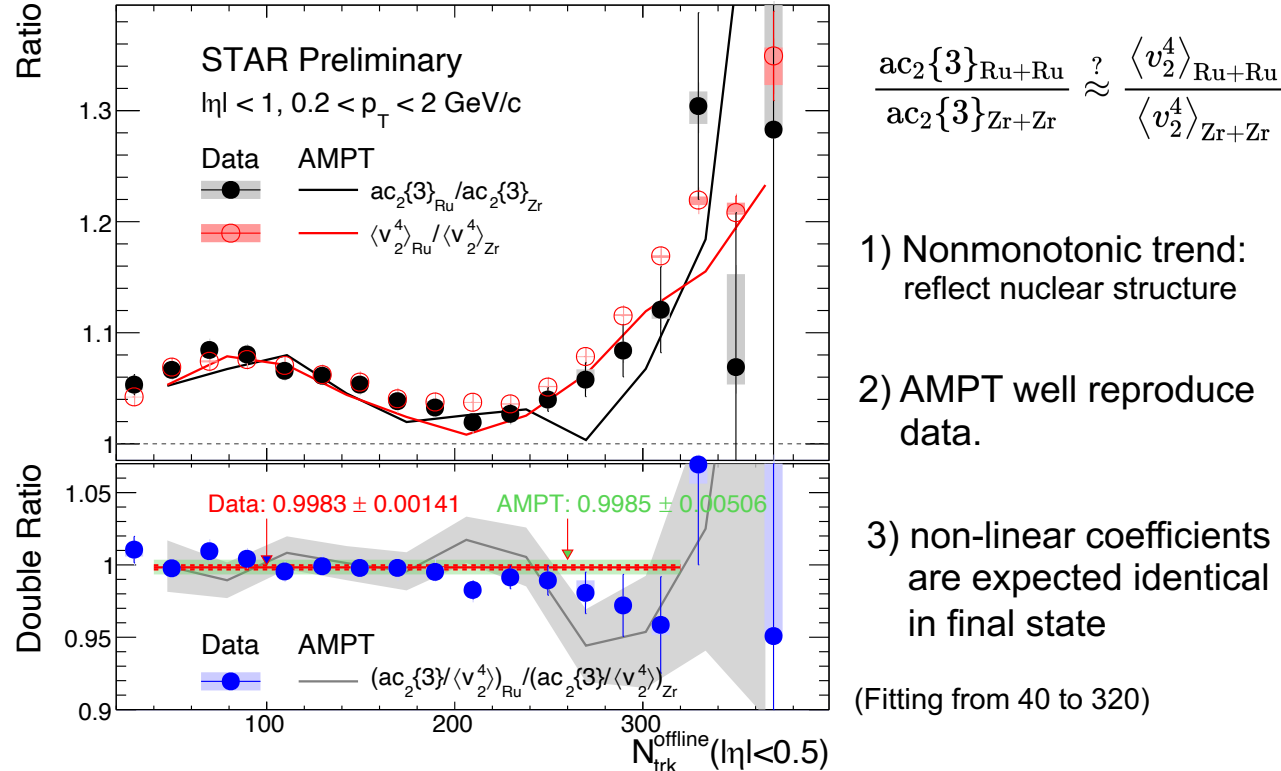 Ratio
1.3
1.2
1.1
1
STAR Preliminary
|η| < 1, 0.2 < p_T < 2 GeV/c
Data AMPT
ac_2{3}_Ru/ac_2{3}_Zr
⟨v_2^4⟩_Ru/⟨v_2^4⟩_Zr
Double Ratio
1.05
1
0.95
0.9
Data: 0.9983 ± 0.00141
AMPT: 0.9985 ± 0.00506
Data AMPT
(ac_2{3}/⟨v_2^4⟩)_Ru/(ac_2{3}/⟨v_2^4⟩)_Zr
100 200 300
N_trk^offline(|η|<0.5)
ac_2{3}_Ru+Ru / ac_2{3}_Zr+Zr ≈^? ⟨v_2^4⟩_Ru+Ru / ⟨v_2^4⟩_Zr+Zr
1) Nonmonotonic trend:
reflect nuclear structure
2) AMPT well reproduce
data.
3) non-linear coefficients
are expected identical
in final state
(Fitting from 40 to 320)